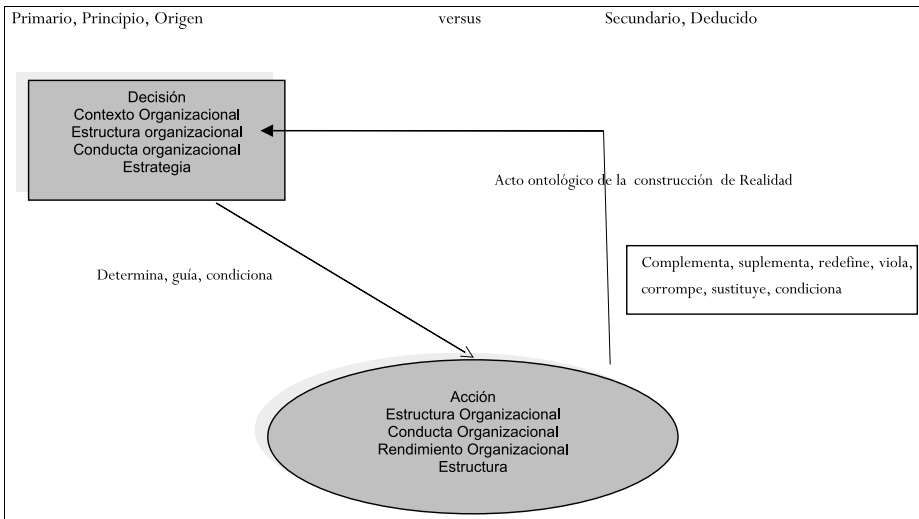 Primario, Principio, Origen versus Secundario, Deducido
Decisión
Contexto Organizacional
Estructura organizacional
Conducta organizacional
Estrategia
Acto ontológico de la construcción de Realidad
Determina, guía, condiciona
Complementa, suplementa, redefine, viola,
corrompe, sustituye, condiciona
Acción
Estructura Organizacional
Conducta Organizacional
Rendimiento Organizacional
Estructura